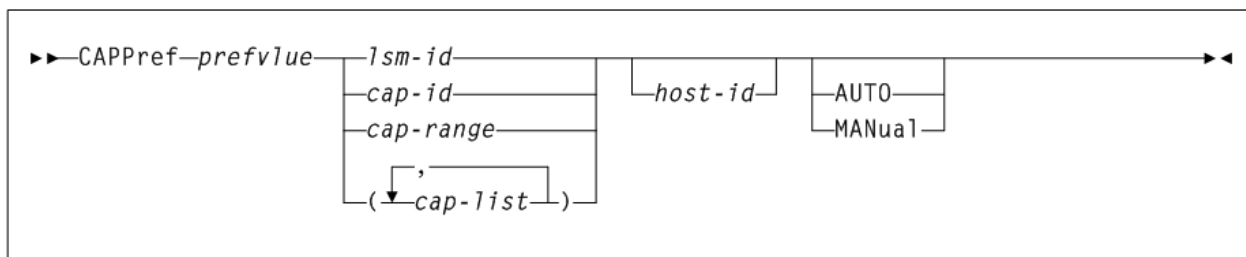 CAPPref prefvlue lsm-id host-id AUTO
cap-id MANual
cap-range
,
( cap-list )